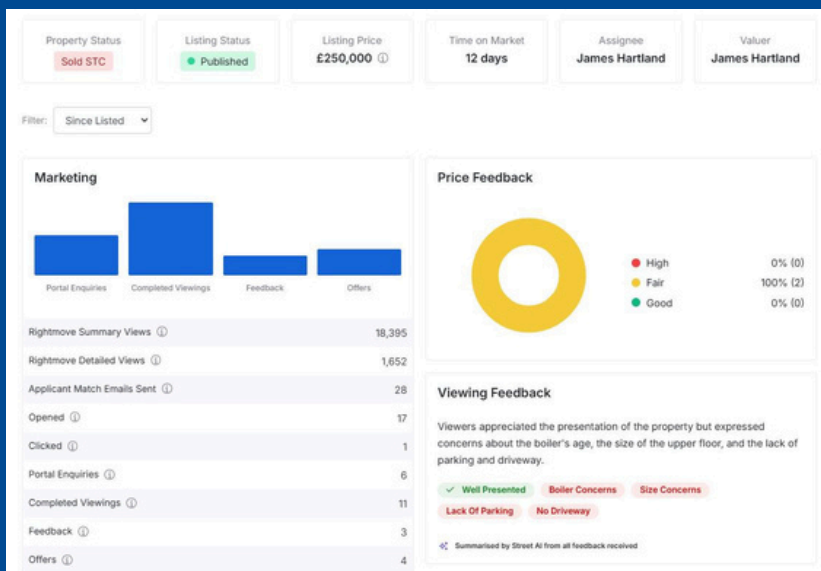 Property Status
Sold STC
Listing Status
Published
Listing Price
£250,000
Time on Market
12 days
Assignee
James Hartland
Valuer
James Hartland
Filter: Since Listed
Marketing
Portal Enquiries Completed Viewings Feedback Offers
Rightmove Summary Views 18,395
Rightmove Detailed Views 1,652
Applicant Match Emails Sent 28
Opened 17
Clicked 1
Portal Enquiries 6
Completed Viewings 11
Feedback 3
Offers 4
Price Feedback
High 0% (0)
Fair 100% (2)
Good 0% (0)
Viewing Feedback
Viewers appreciated the presentation of the property but expressed
concerns about the boiler's age, the size of the upper floor, and the lack of
parking and driveway.
Well Presented Boiler Concerns Size Concerns
Lack Of Parking No Driveway
Summarised by Street AI from all feedback received